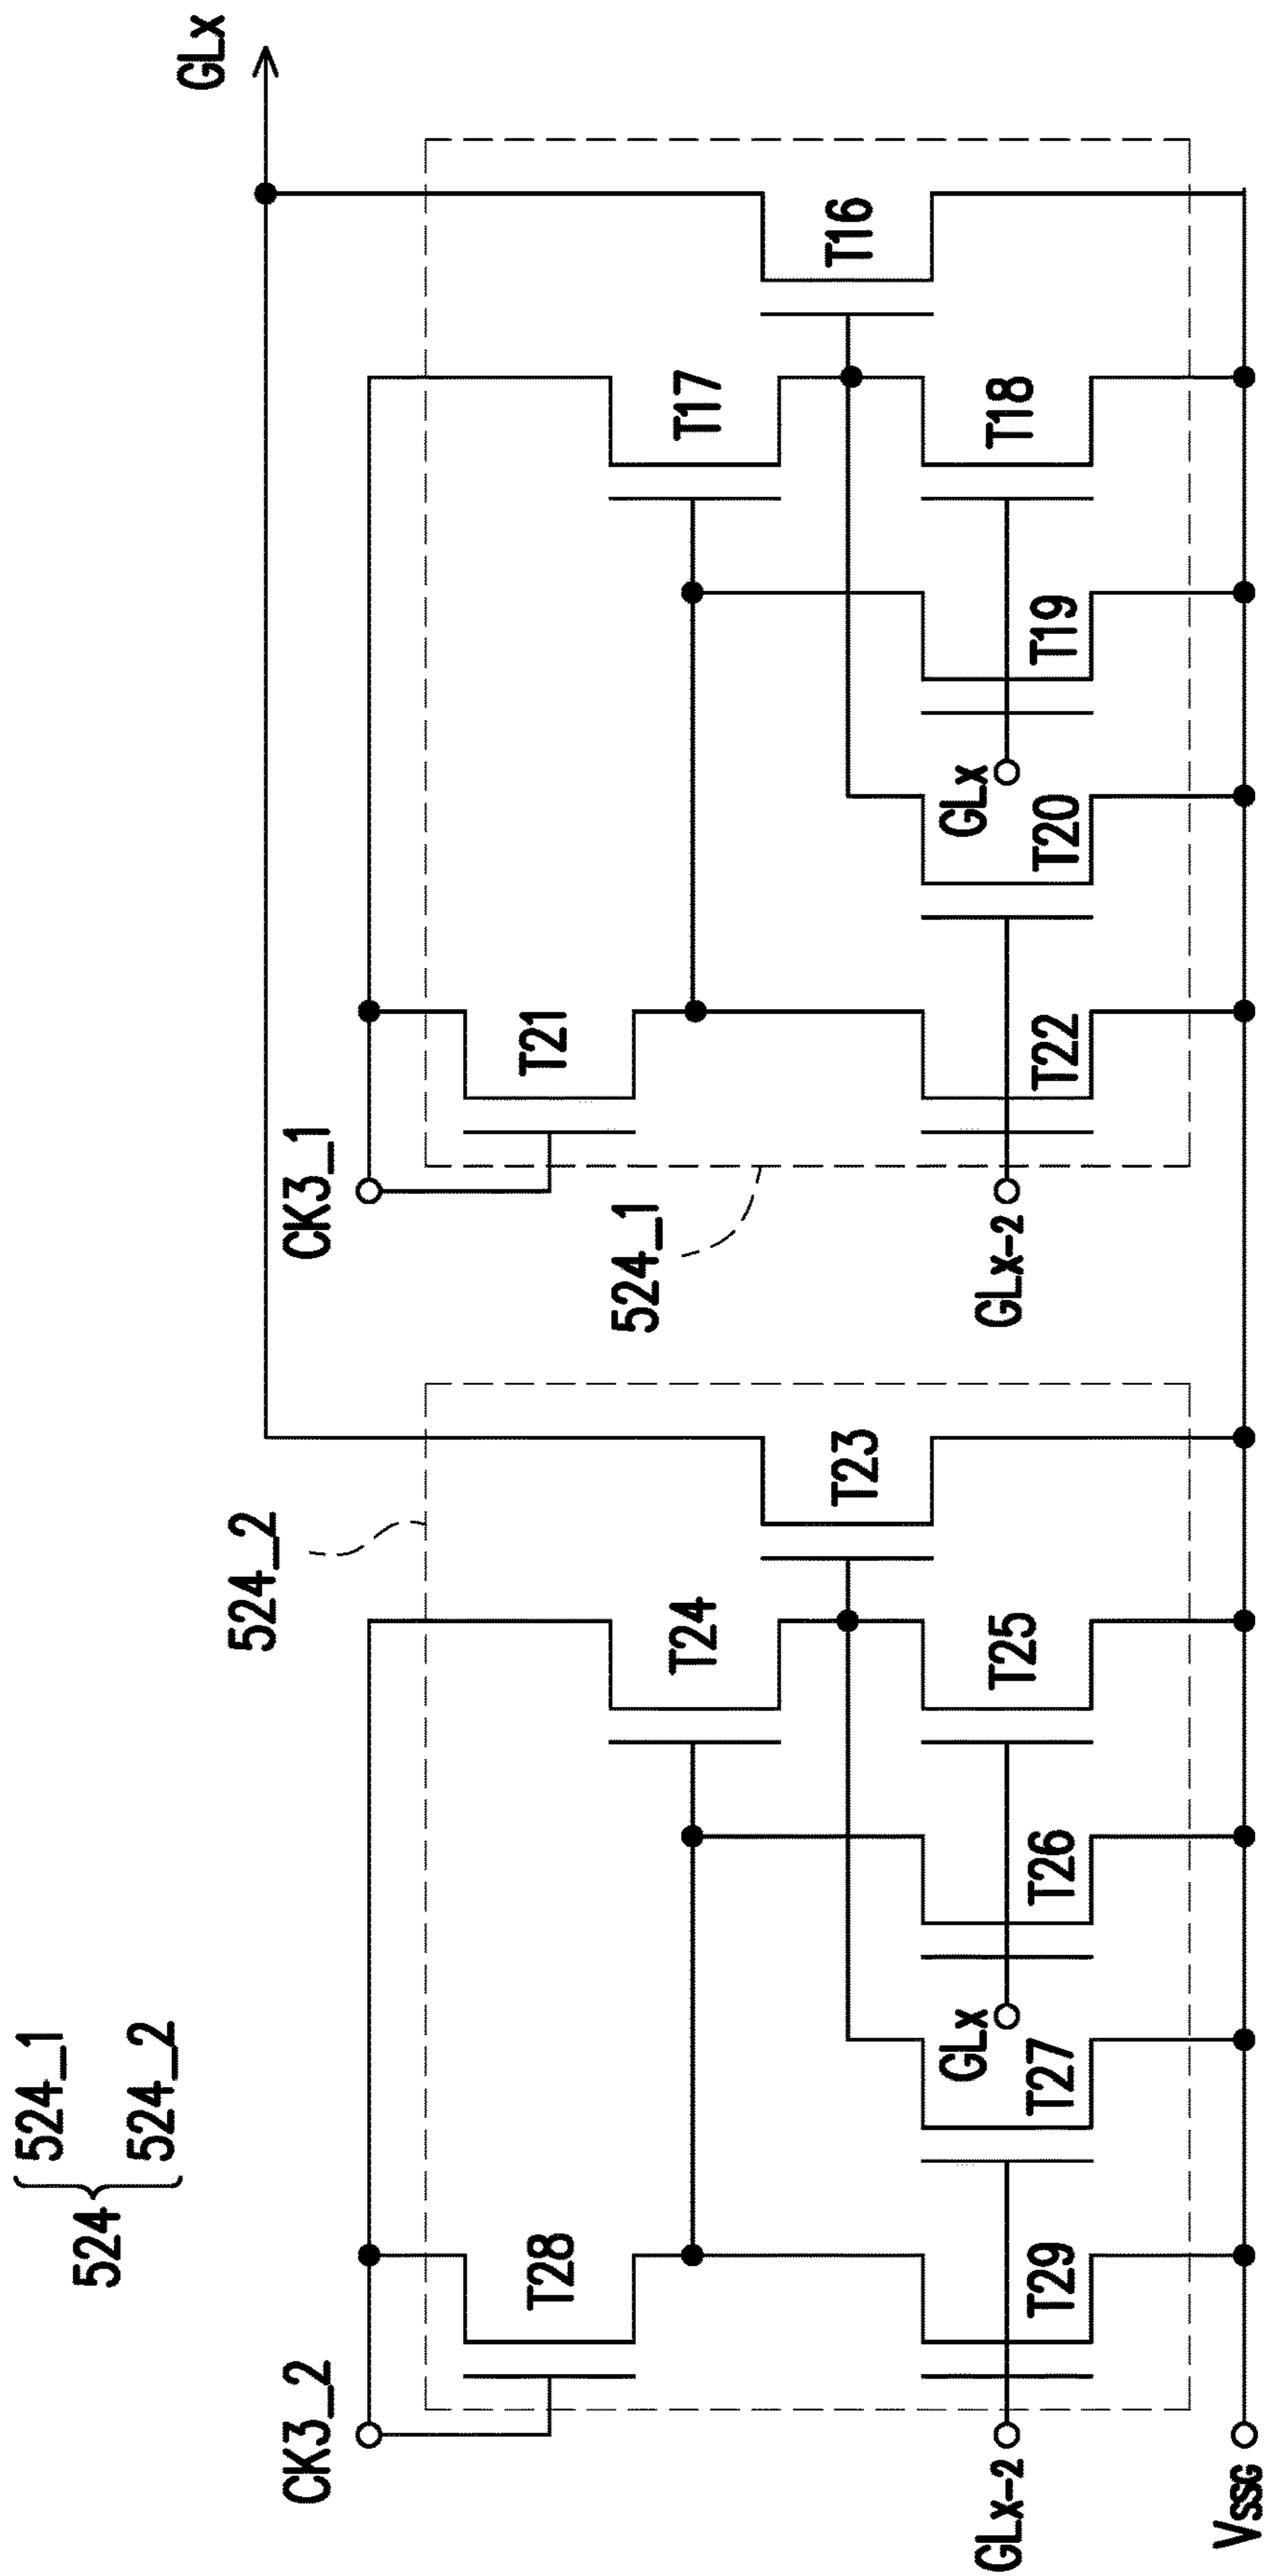 524 { 524_1
524_2
CK3_2
524_2
CK3_1
GLx
T28
T24
T23
524_1
T21
T17
T16
GLx-2
T29
T27
GLx
T26
T25
GLx-2
T22
T20
GLx
T19
T18
VSSG